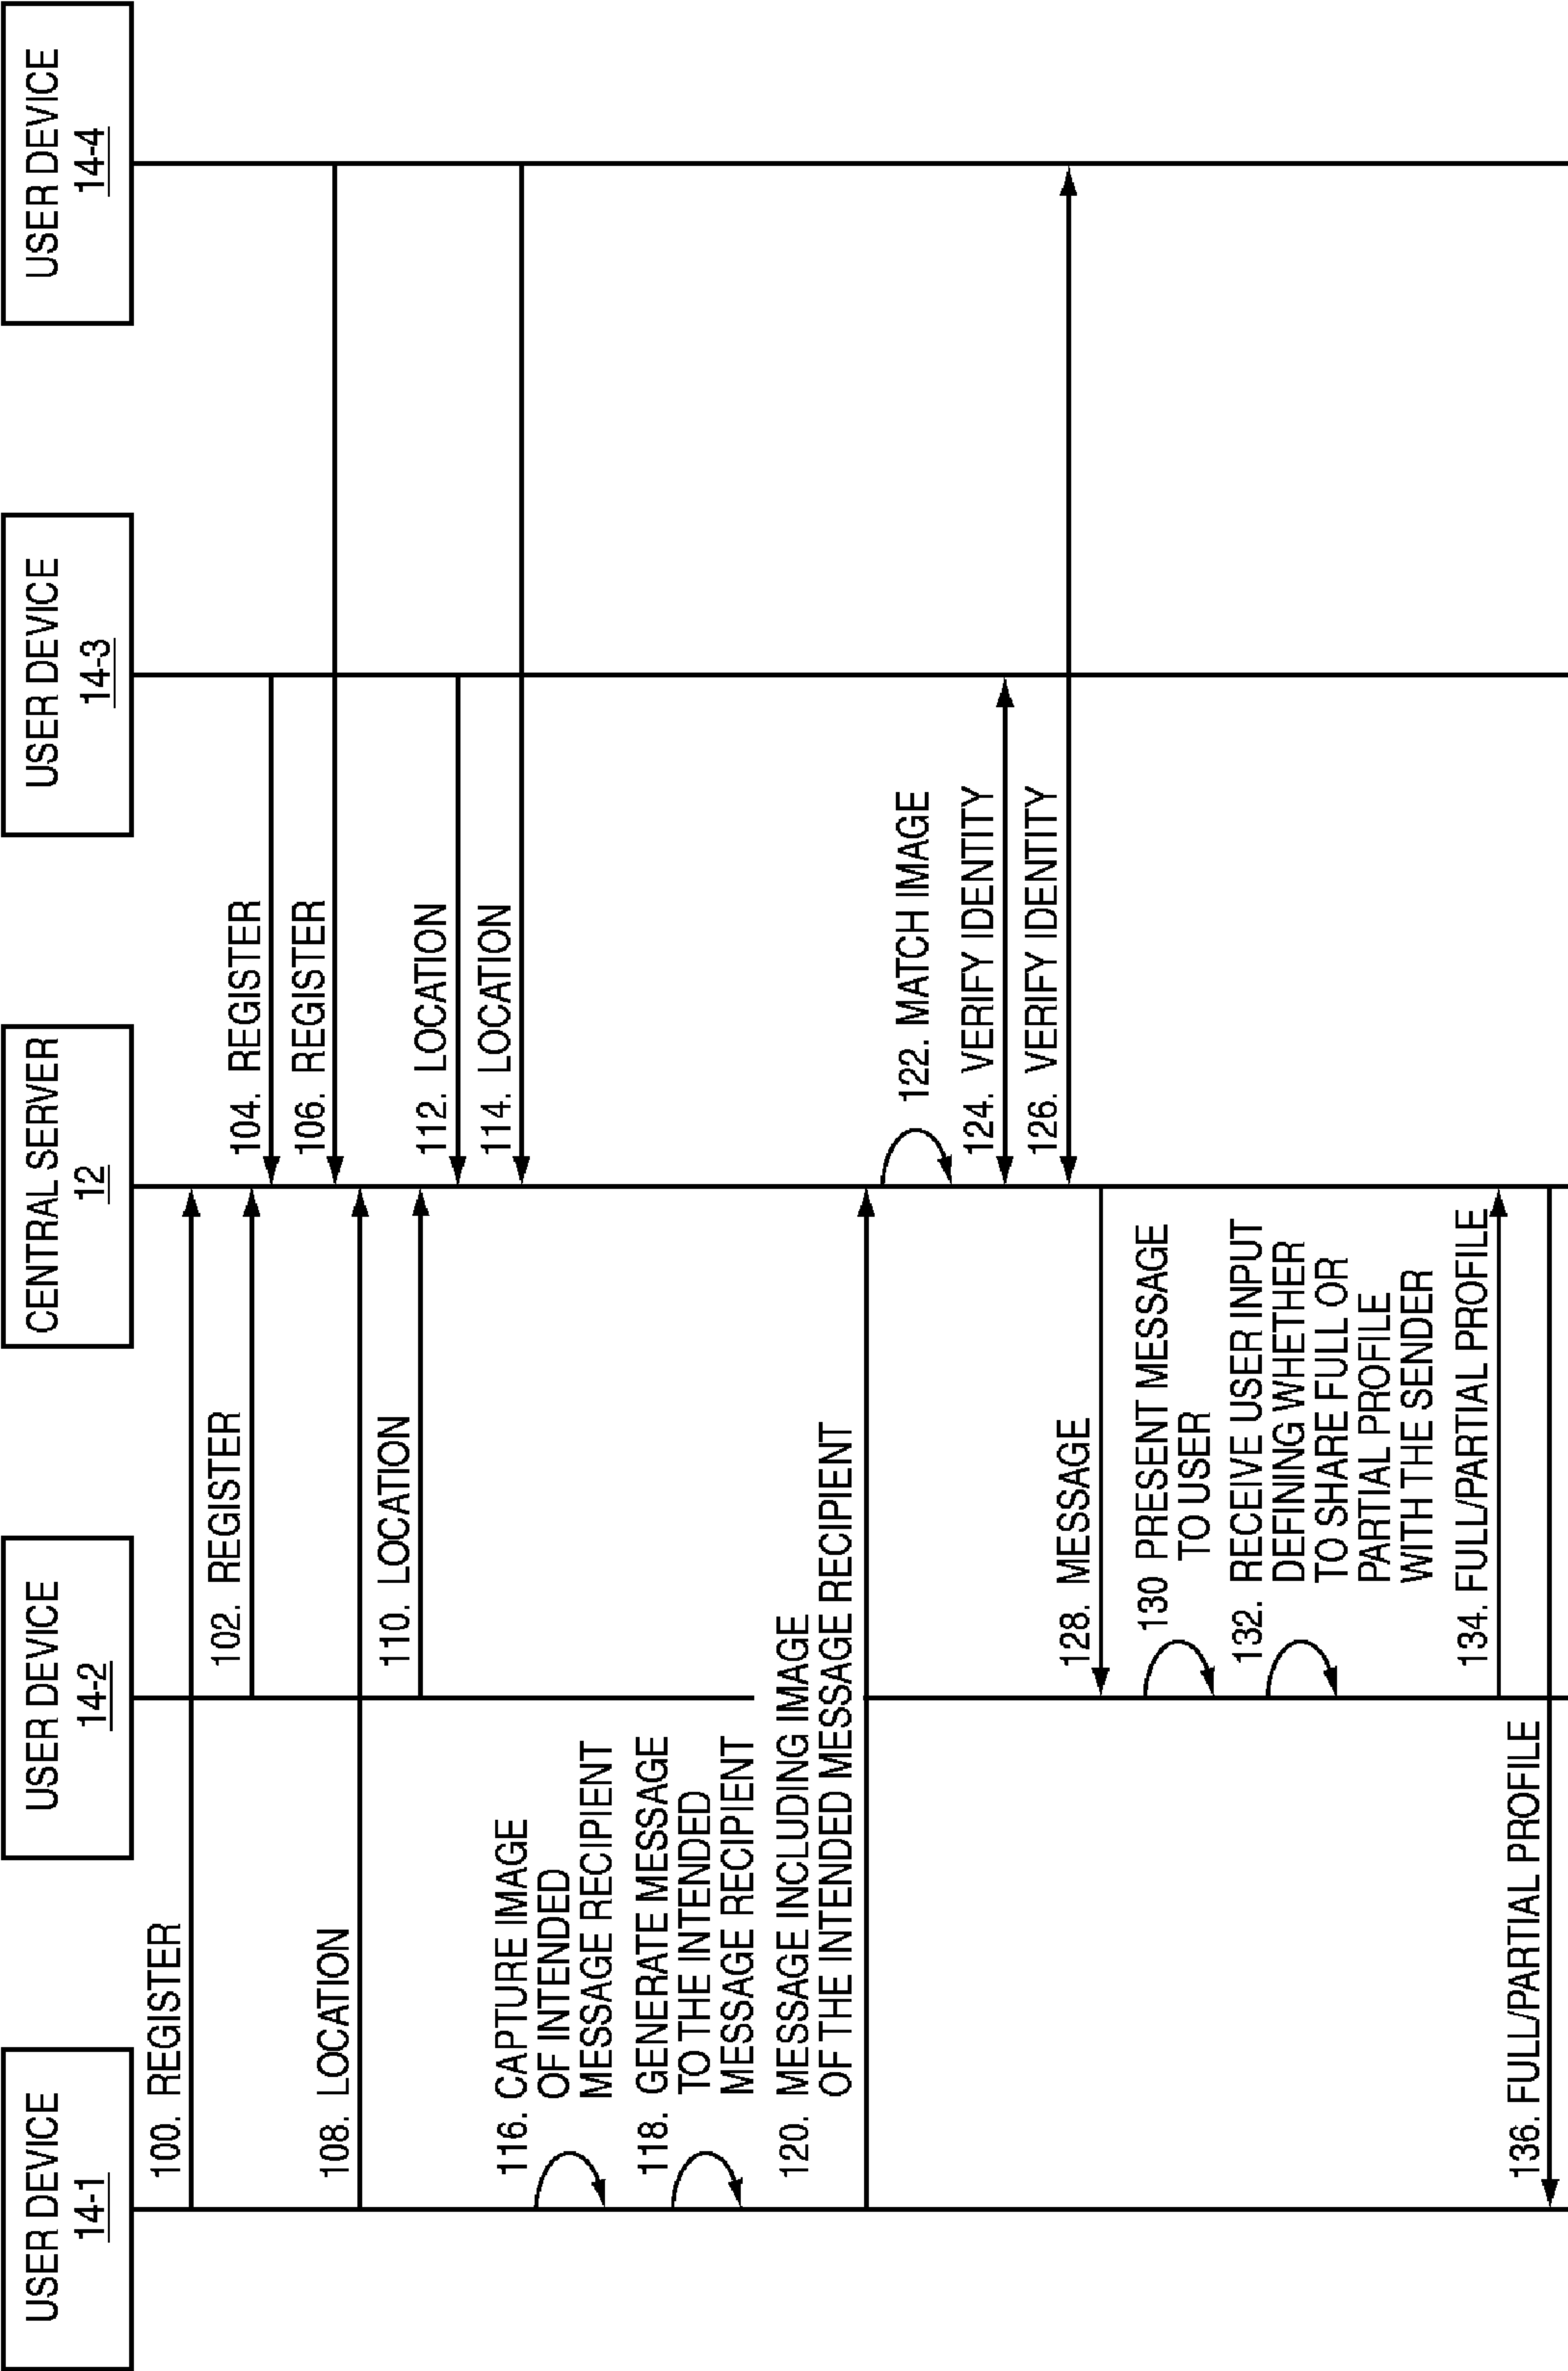 USER DEVICE
14-1
USER DEVICE
14-2
CENTRAL SERVER
12
USER DEVICE
14-3
USER DEVICE
14-4
100. REGISTER
102. REGISTER
104. REGISTER
106. REGISTER
108. LOCATION
110. LOCATION
112. LOCATION
114. LOCATION
116. CAPTURE IMAGE
OF INTENDED
MESSAGE RECIPIENT
118. GENERATE MESSAGE
TO THE INTENDED
MESSAGE RECIPIENT
120. MESSAGE INCLUDING IMAGE
OF THE INTENDED MESSAGE RECIPIENT
122. MATCH IMAGE
124. VERIFY IDENTITY
126. VERIFY IDENTITY
128. MESSAGE
130 PRESENT MESSAGE
TO USER
132. RECEIVE USER INPUT
DEFINING WHETHER
TO SHARE FULL OR
PARTIAL PROFILE
WITH THE SENDER
134. FULL/PARTIAL PROFILE
136. FULL/PARTIAL PROFILE